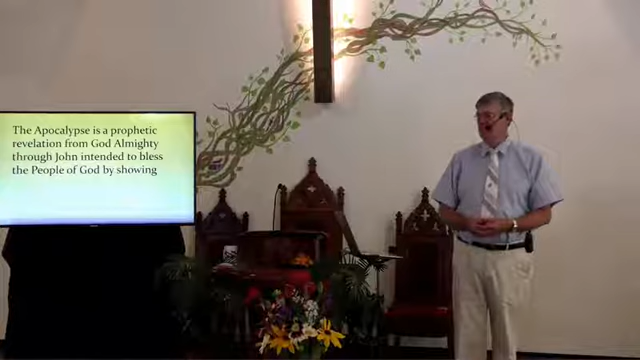 The Apocalypse is a prophetic
revelation from God Almighty
through John intended to bless
the People of God by showing